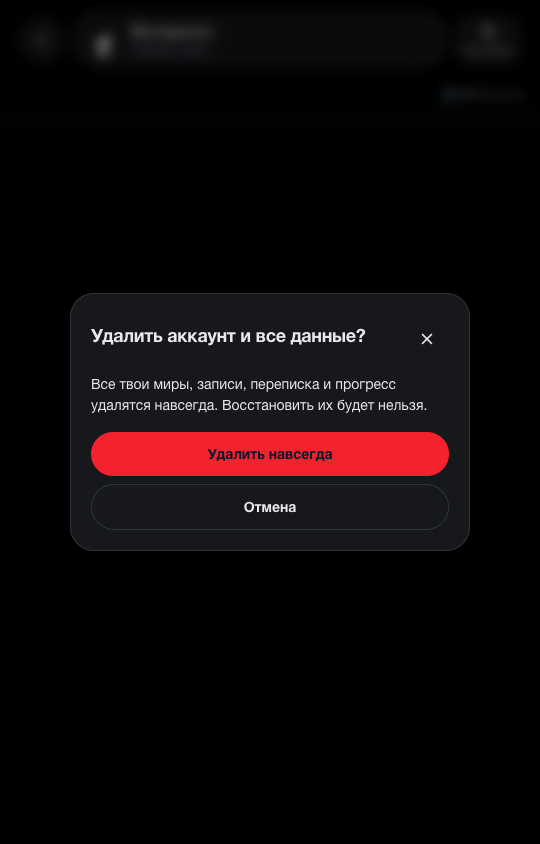 Удалить аккаунт и все данные?
Все твои миры, записи, переписка и прогресс
удалятся навсегда. Восстановить их будет нельзя.
Удалить навсегда
Отмена